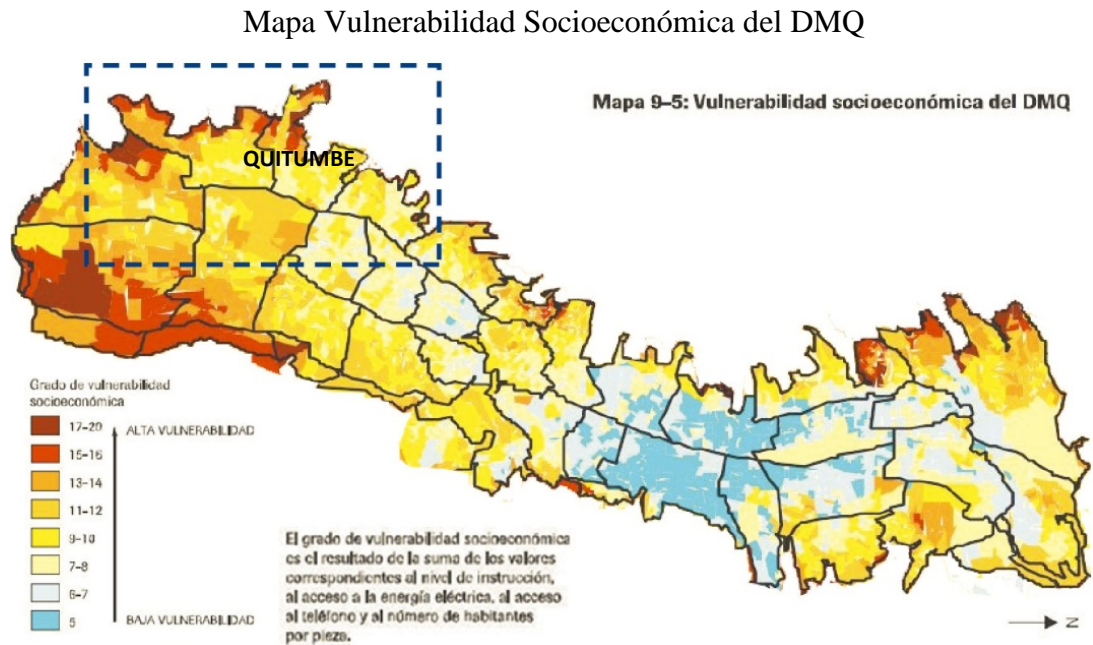 Mapa Vulnerabilidad Socioeconómica del DMQ
Mapa 9–5: Vulnerabilidad socioeconómica del DMQ
QUITUMBE
Grado de vulnerabilidad
socioeconómica
17–20
ALTA VULNERABILIDAD
15–16
13–14
11–12
9–10
7–8
6–7
5
BAJA VULNERABILIDAD
El grado de vulnerabilidad socioeconómica
es el resultado de la suma de los valores
correspondientes al nivel de instrucción,
al acceso a la energía eléctrica, al acceso
al teléfono y al número de habitantes
por pieza.
N